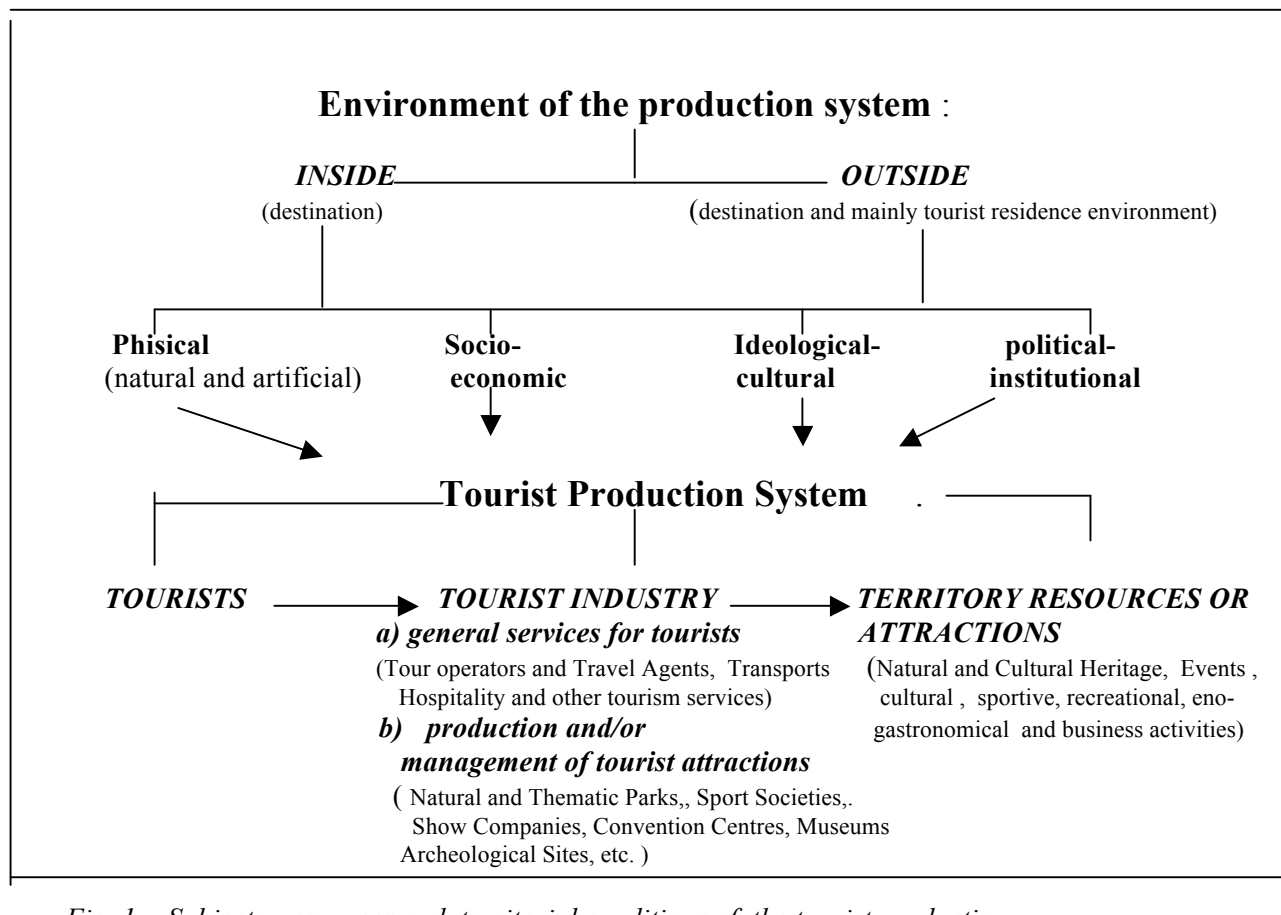 Environment of the production system :
INSIDE OUTSIDE
(destination) (destination and mainly tourist residence environment)
Phisical Socio- Ideological- political-
(natural and artificial) economic cultural institutional
Tourist Production System .
TOURISTS TOURIST INDUSTRY TERRITORY RESOURCES OR
a) general services for tourists ATTRACTIONS
(Tour operators and Travel Agents, Transports (Natural and Cultural Heritage, Events ,
Hospitality and other tourism services) cultural , sportive, recreational, eno-
b) production and/or gastronomical and business activities)
management of tourist attractions
( Natural and Thematic Parks,, Sport Societies,.
Show Companies, Convention Centres, Museums
Archeological Sites, etc. )